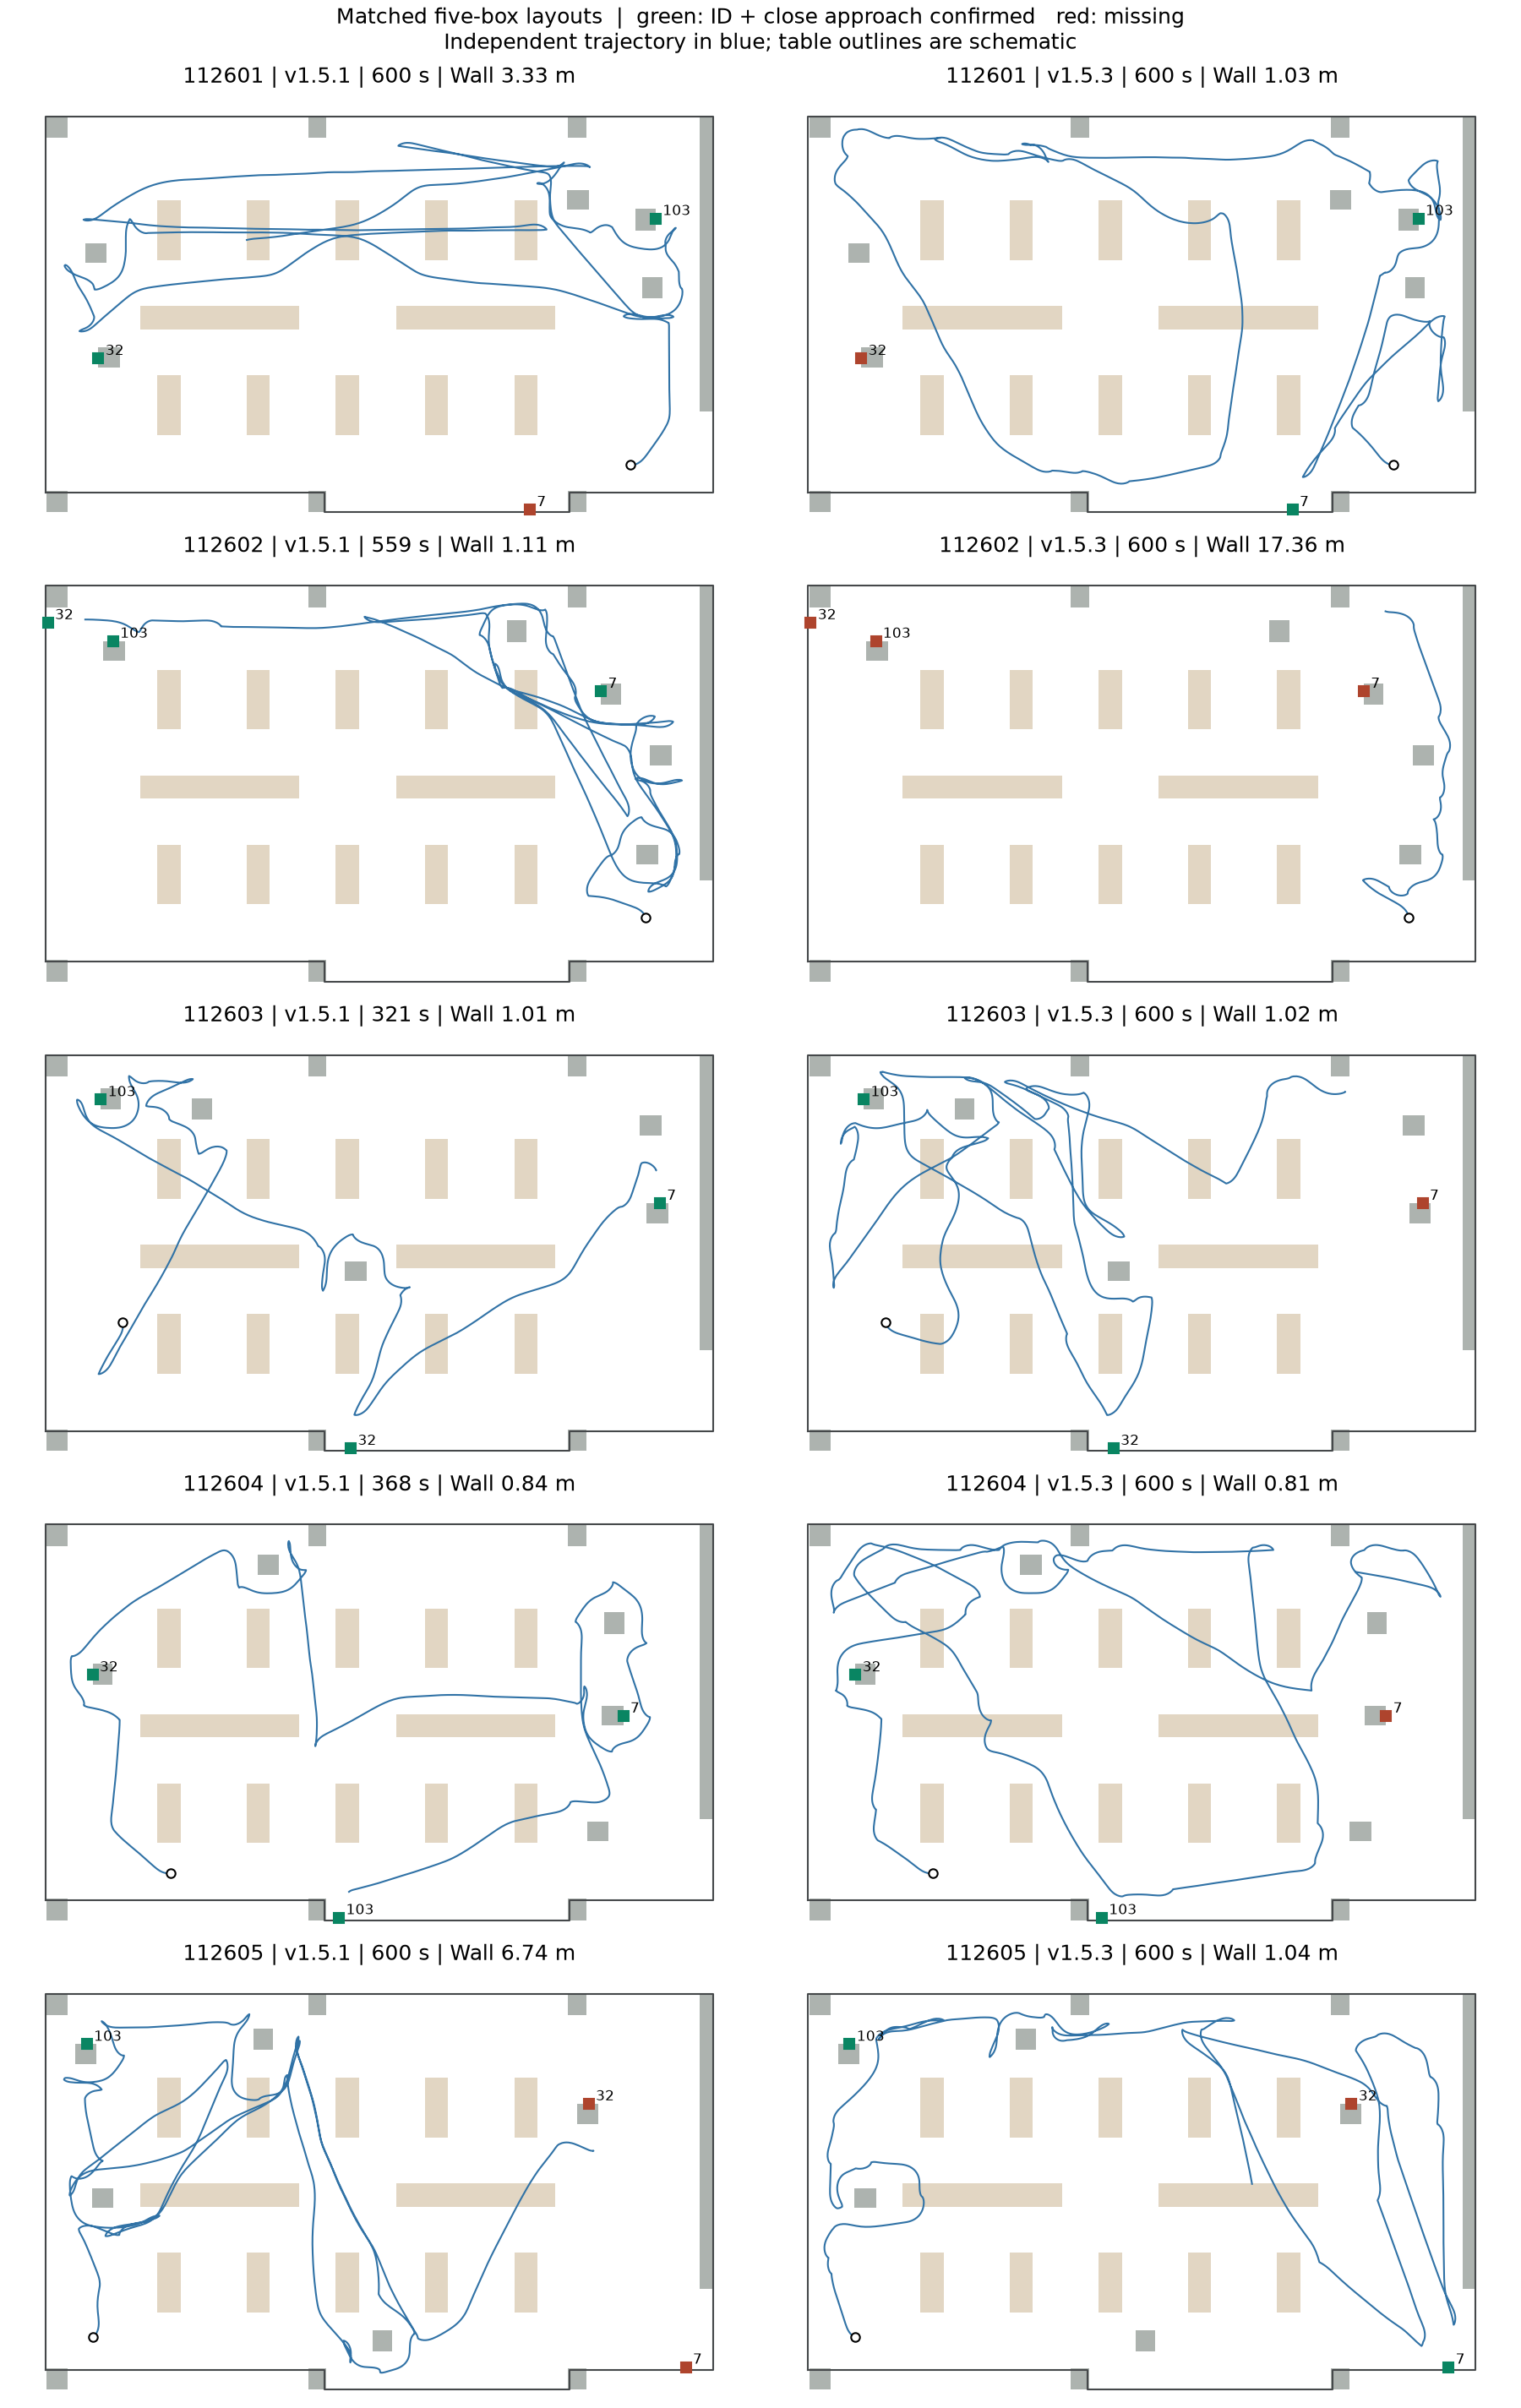 Matched five-box layouts | green: ID + close approach confirmed red: missing
Independent trajectory in blue; table outlines are schematic
112601 | v1.5.1 | 600 s | Wall 3.33 m
103
32
7
112601 | v1.5.3 | 600 s | Wall 1.03 m
103
32
7
112602 | v1.5.1 | 559 s | Wall 1.11 m
32
103
7
112602 | v1.5.3 | 600 s | Wall 17.36 m
32
103
7
112603 | v1.5.1 | 321 s | Wall 1.01 m
103
7
32
112603 | v1.5.3 | 600 s | Wall 1.02 m
103
7
32
112604 | v1.5.1 | 368 s | Wall 0.84 m
32
7
103
112604 | v1.5.3 | 600 s | Wall 0.81 m
32
7
103
112605 | v1.5.1 | 600 s | Wall 6.74 m
103
32
7
112605 | v1.5.3 | 600 s | Wall 1.04 m
103
32
7